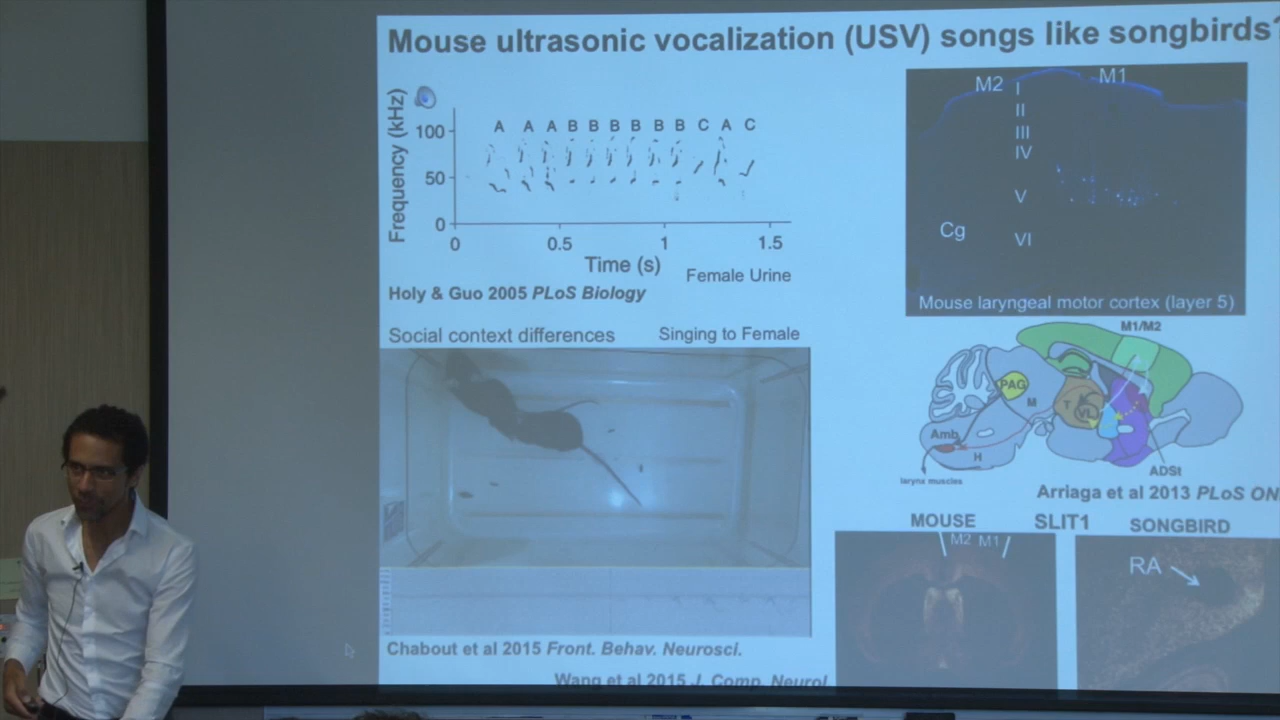 Mouse ultrasonic vocalization (USV) songs like songbirds?
Frequency (kHz)
100
50
0
A A A B B B B B B C A C
0 0.5 1 1.5
Time (s)
Female Urine
Holy & Guo 2005 PLoS Biology
Social context differences
Singing to Female
Chabout et al 2015 Front. Behav. Neurosci.
Wang et al 2015 J. Comp. Neurol
M2
M1
I
II
III
IV
V
VI
Cg
Mouse laryngeal motor cortex (layer 5)
M1/M2
PAG
M
T
VL
Amb
H
larynx muscles
ADSt
Arriaga et al 2013 PLoS ON
MOUSE SLIT1 SONGBIRD
M2 M1
RA